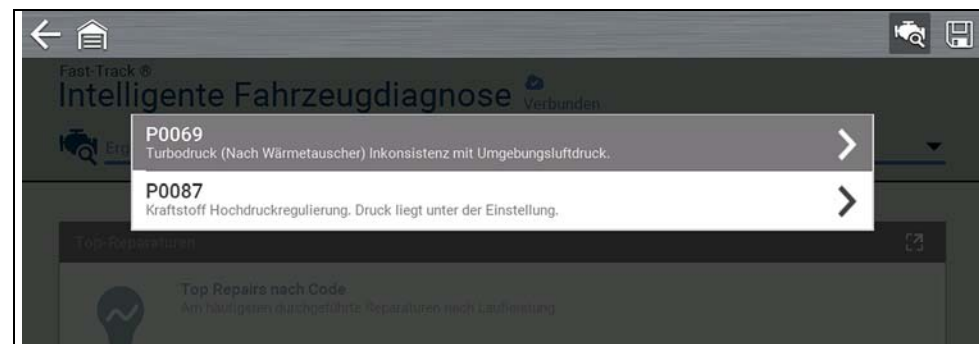 Fast-Track ®
Intelligente Fahrzeugdiagnose
Verbunden
P0069
Turbodruck (Nach Wärmetauscher) Inkonsistenz mit Umgebungsluftdruck.
P0087
Kraftstoff Hochdruckregulierung. Druck liegt unter der Einstellung.
Top-Reparaturen
Top Repairs nach Code
Am häufigsten durchgeführte Reparaturen nach Laufleistung